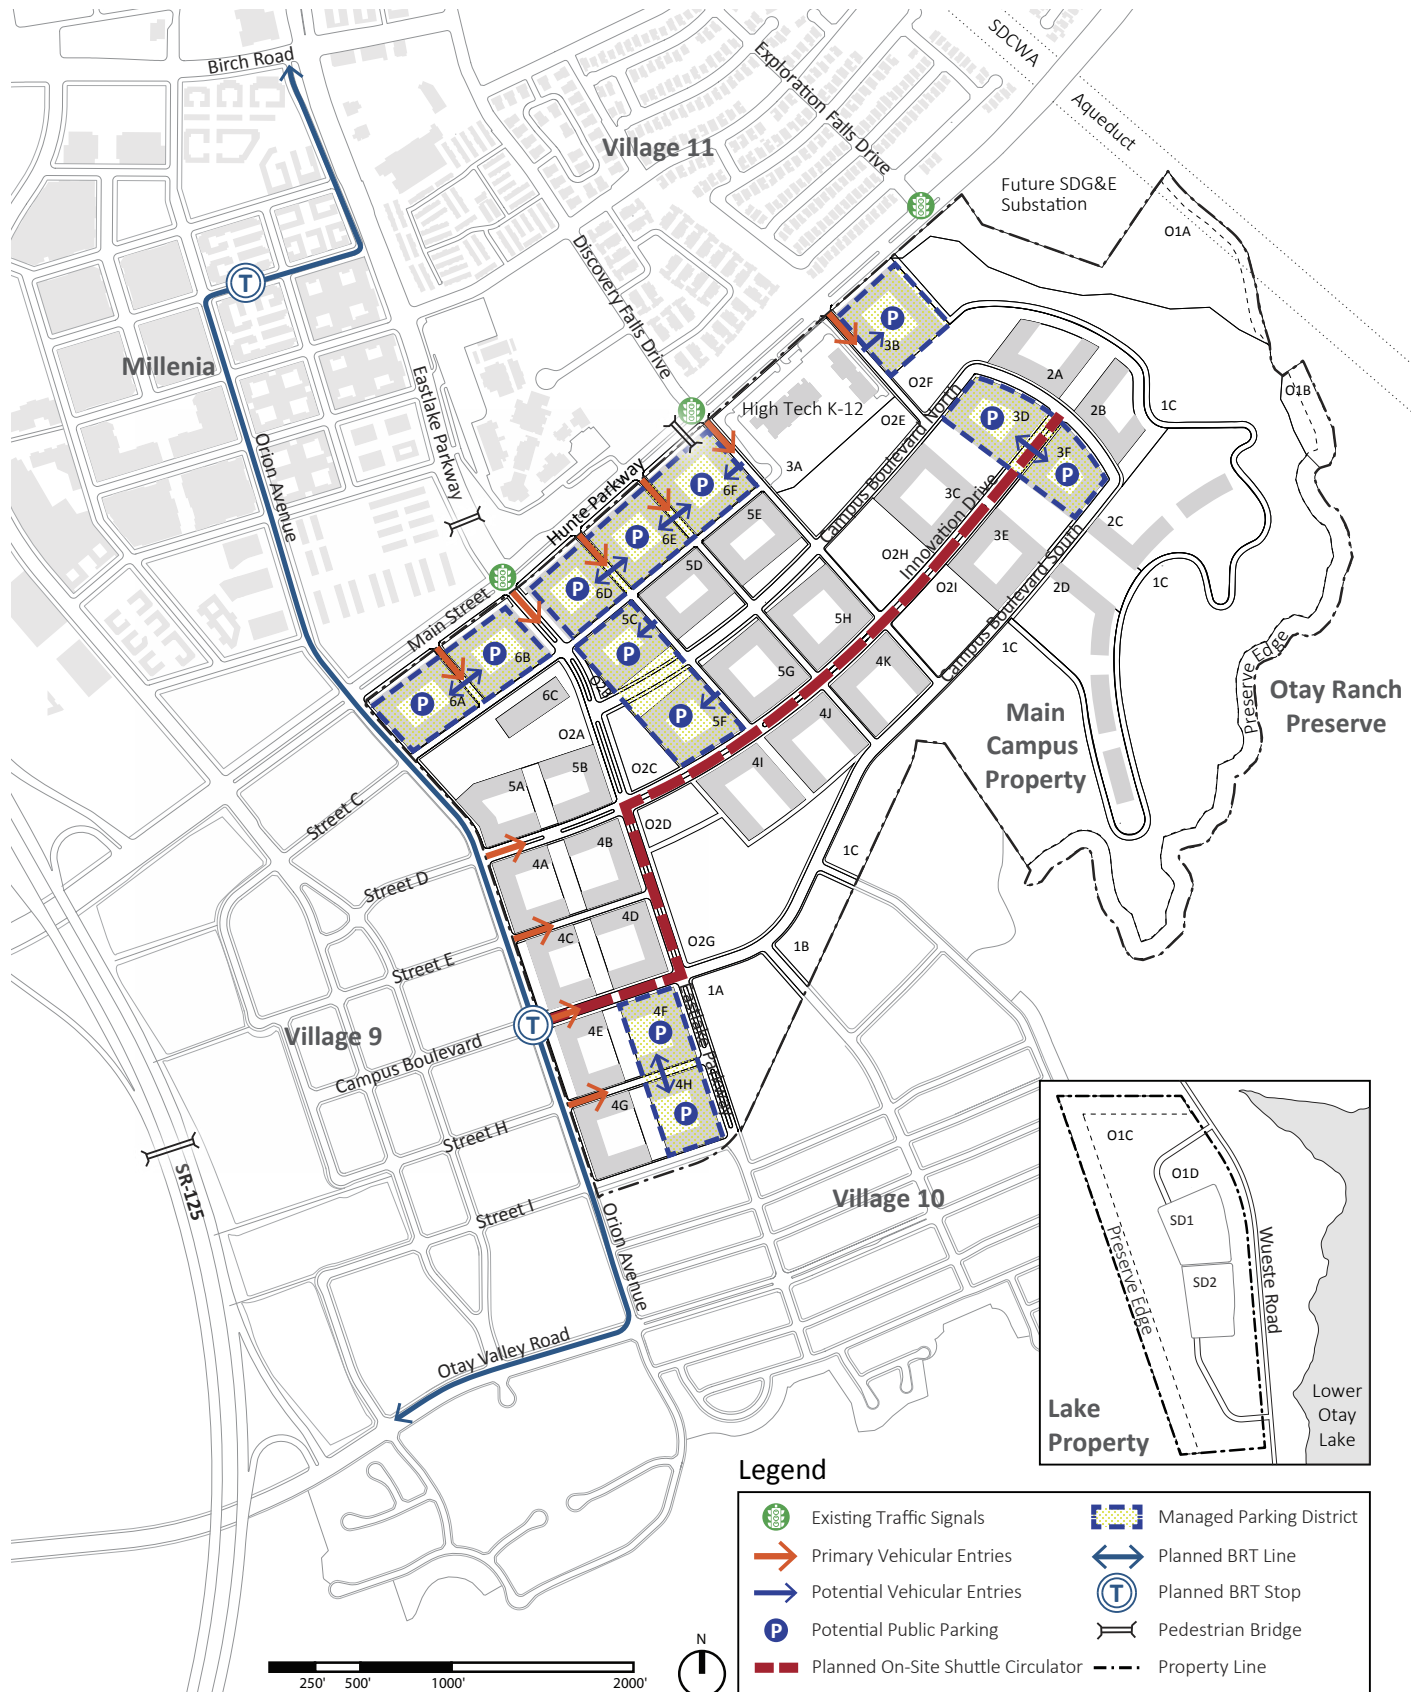 Birch Road
SDCWA
Aqueduct
Exploration Falls Drive
Village 11
Future SDG&E
Substation
O1A
Discovery Falls Drive
T
Millenia
Eastlake Parkway
Orion Avenue
P
3B
O2F
High Tech K-12
O2E
3A
Campus Boulevard North
2A
2B
1C
O1B
P
3D
3F
P
Hunte Parkway
P
6F
5E
3C
Innovation Drive
3E
2C
P
6E
5D
O2H
O2I
2D
1C
P
6D
5C
Main Street
P
6B
P
5H
4K
Campus Boulevard South
1C
Preserve Edge
Otay Ranch
Preserve
P
6A
6C
O2B
5G
P
5F
4J
Main
Campus
Property
O2A
5B
5A
O2C
4I
Street C
O2D
4B
4A
1C
Street D
4D
4C
O2G
1B
Street E
1A
T
4F
P
4E
Eastlake Parkway
Village 9
Campus Boulevard
4H
P
4G
Street H
SR-125
Street I
Orion Avenue
Village 10
Otay Valley Road
O1C
O1D
SD1
SD2
Preserve Edge
Wueste Road
Lower
Otay
Lake
Lake
Property
Legend
Existing Traffic Signals
Managed Parking District
Primary Vehicular Entries
Planned BRT Line
Potential Vehicular Entries
T
Planned BRT Stop
P
Potential Public Parking
Pedestrian Bridge
Planned On-Site Shuttle Circulator
Property Line
N
250' 500' 1000' 2000'